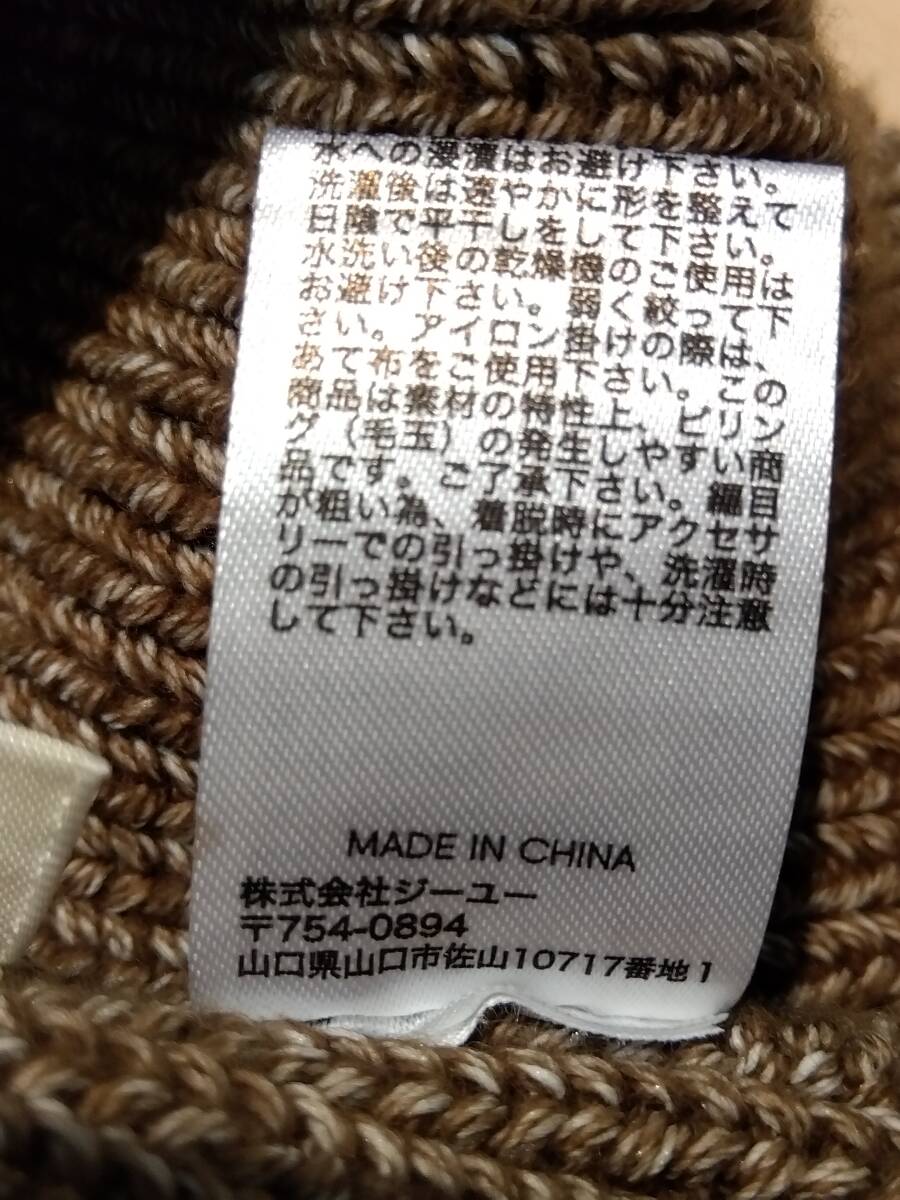 水への浸漬はお避け下さい。
洗濯後は速やかに形を整えて
日陰で平干しをして下さい。
水洗い後の乾燥機のご使用は
お避け下さい。弱く絞って下
さい。アイロン掛けの際は、
あて布をご使用下さい。この
商品は素材の特性上、ピリン
グ（毛玉）の発生しやすい商
品です。ご了承下さい。編目
が粗い為、着脱時にアクセサ
リーでの引っ掛けや、洗濯時
の引っ掛けなどには十分注意
して下さい。
MADE IN CHINA
株式会社ジーユー
〒754-0894
山口県山口市佐山10717番地1